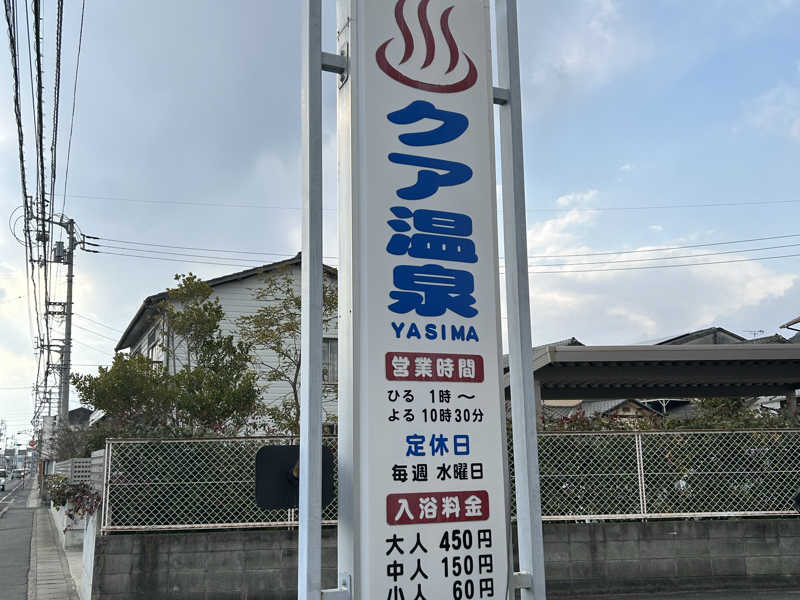 クア温泉
YASIMA
営業時間
ひる 1時～
よる 10時30分
定休日
毎週 水曜日
入浴料金
大人 450円
中人 150円
小人 60円